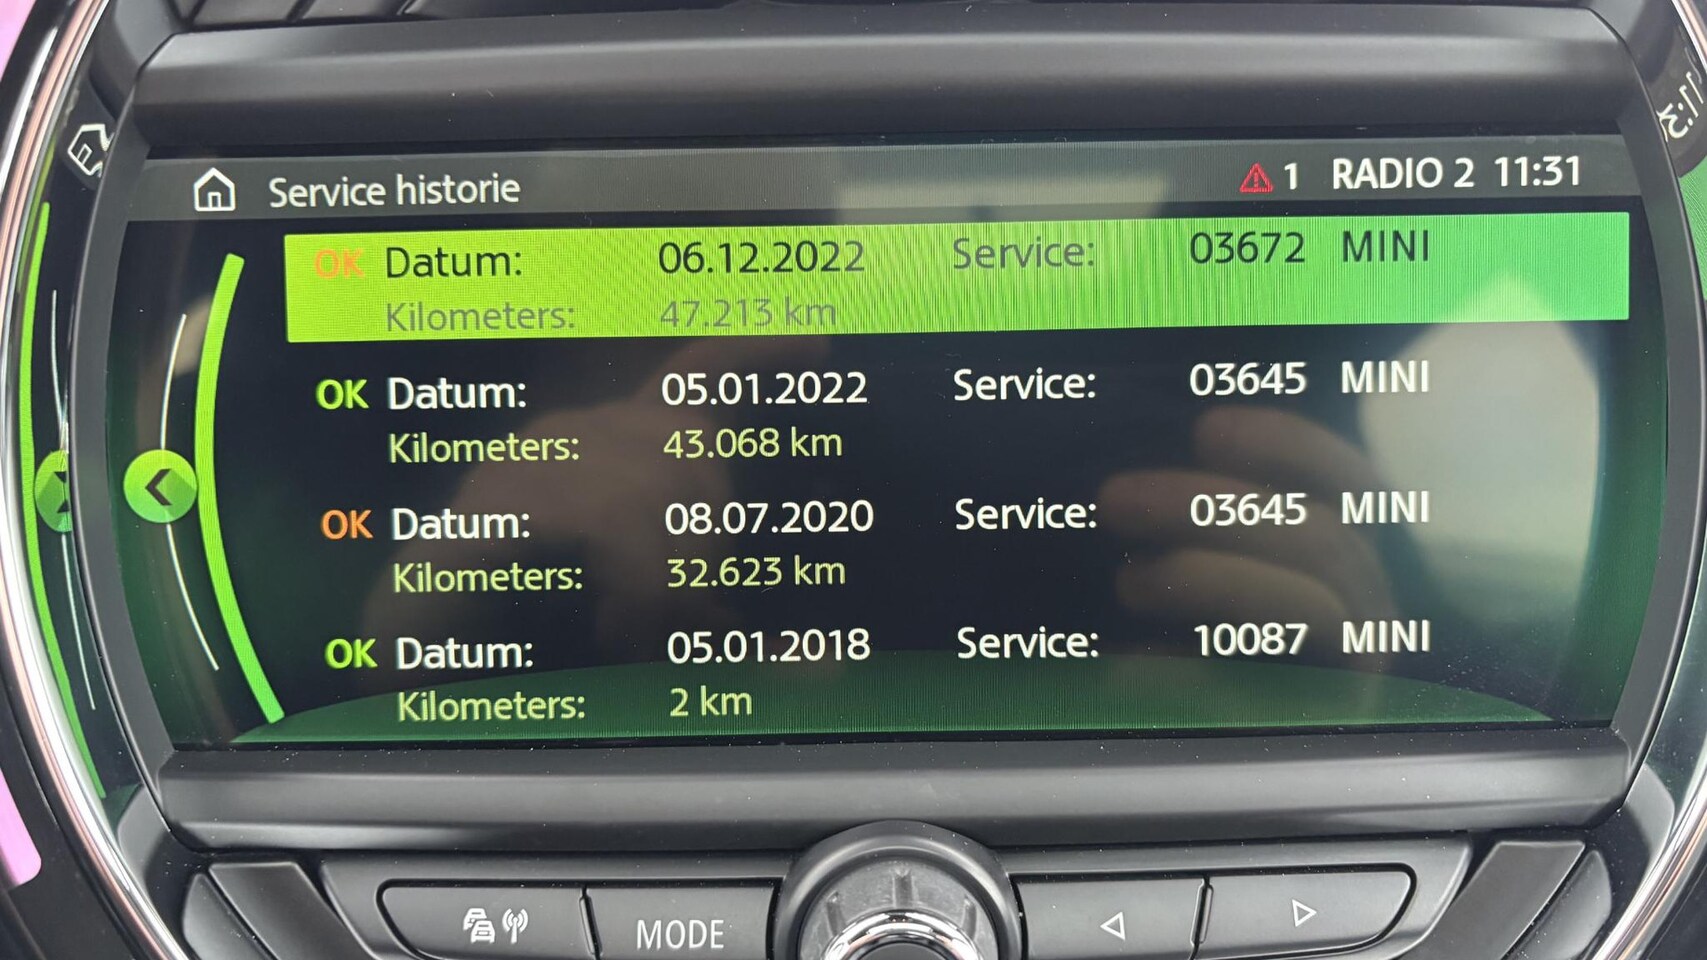 Service historie 1 RADIO 2 11:31
OK Datum: 06.12.2022 Service: 03672 MINI
Kilometers: 47.213 km
OK Datum: 05.01.2022 Service: 03645 MINI
Kilometers: 43.068 km
OK Datum: 08.07.2020 Service: 03645 MINI
Kilometers: 32.623 km
OK Datum: 05.01.2018 Service: 10087 MINI
Kilometers: 2 km
MODE